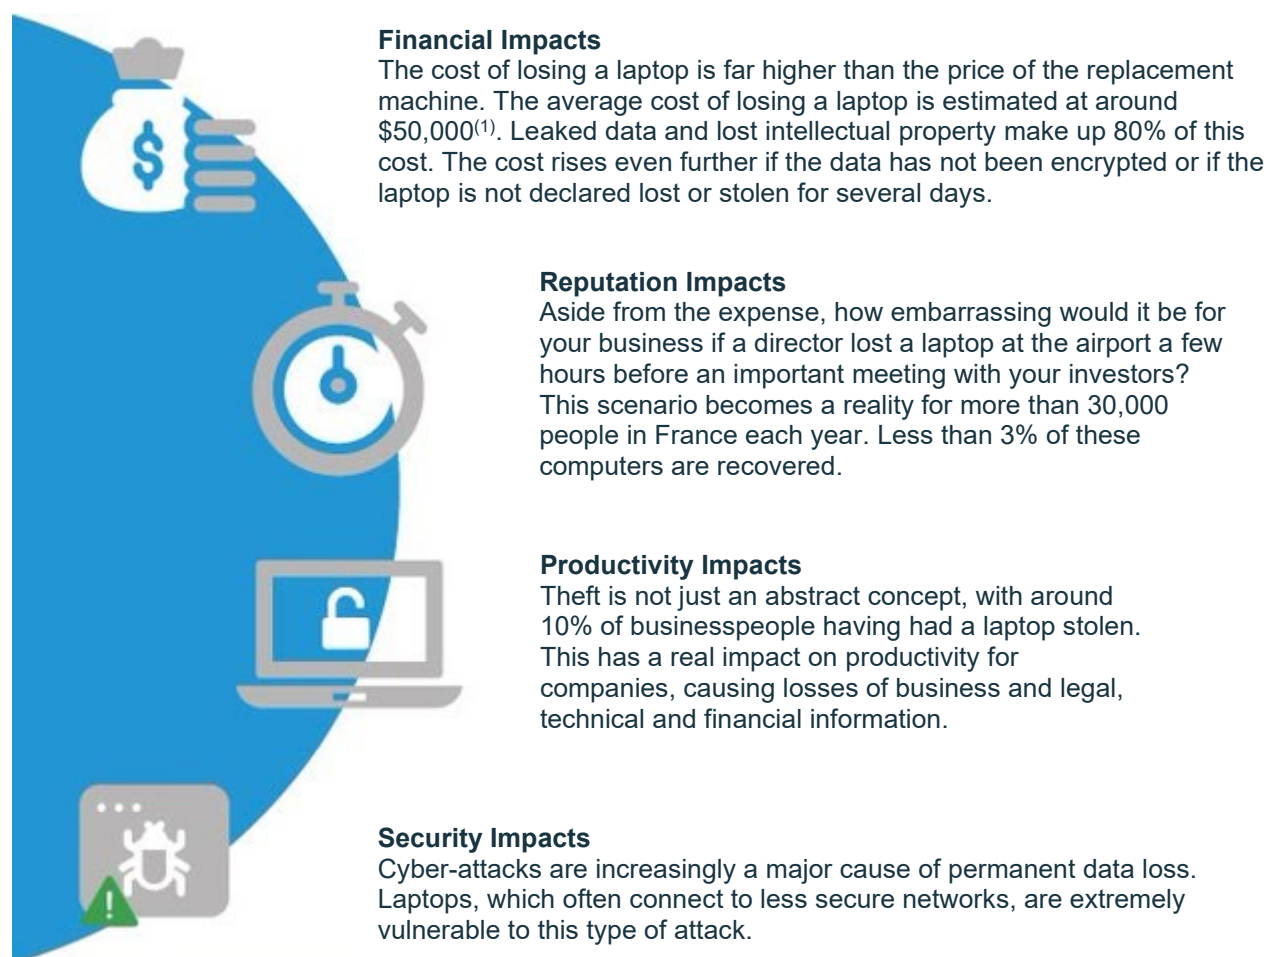 Financial Impacts
The cost of losing a laptop is far higher than the price of the replacement
machine. The average cost of losing a laptop is estimated at around
$50,000(1). Leaked data and lost intellectual property make up 80% of this
cost. The cost rises even further if the data has not been encrypted or if the
laptop is not declared lost or stolen for several days.
Reputation Impacts
Aside from the expense, how embarrassing would it be for
your business if a director lost a laptop at the airport a few
hours before an important meeting with your investors?
This scenario becomes a reality for more than 30,000
people in France each year. Less than 3% of these
computers are recovered.
Productivity Impacts
Theft is not just an abstract concept, with around
10% of businesspeople having had a laptop stolen.
This has a real impact on productivity for
companies, causing losses of business and legal,
technical and financial information.
Security Impacts
Cyber-attacks are increasingly a major cause of permanent data loss.
Laptops, which often connect to less secure networks, are extremely
vulnerable to this type of attack.